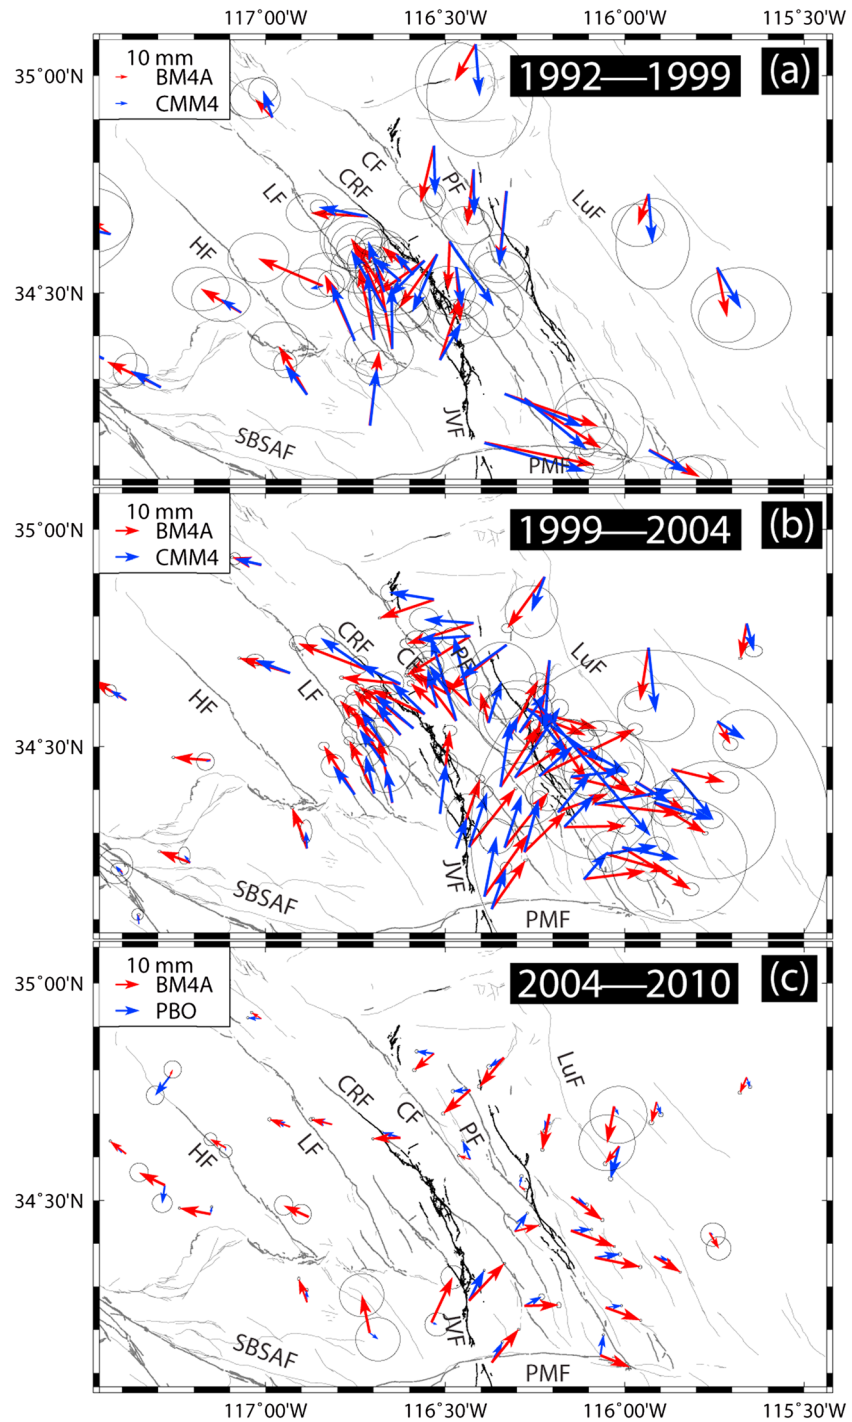 117°00'W 116°30'W 116°00'W 115°30'W
10 mm
BM4A
CMM4
1992—1999
(a)
35°00'N
CF
CRF
PF
LF
LuF
HF
34°30'N
JVF
SBSAF
PMF
10 mm
BM4A
CMM4
1999—2004
(b)
35°00'N
CRF
CF
PF
LuF
LF
HF
34°30'N
JVF
SBSAF
PMF
10 mm
BM4A
PBO
2004—2010
(c)
35°00'N
LuF
CRF
CF
PF
LF
HF
34°30'N
JVF
SBSAF
PMF
117°00'W 116°30'W 116°00'W 115°30'W